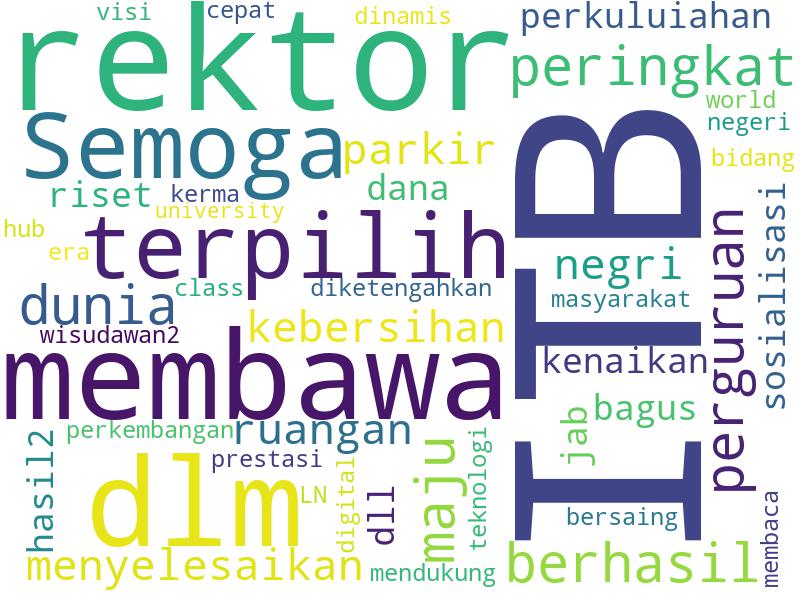 visi
cepat
dinamis
perkuluiahan
rektor
peringkat
world
negeri
Semoga
parkir
bidang
riset
kerma
dana
university
hub
era
terpilih
ITB
negri
perguruan
sosialisasi
class
diketengahkan
masyarakat
dunia
wisudawan2
kebersihan
kenaikan
membawa
jab
bagus
perkembangan
ruangan
hasil2
prestasi
dlm
LN
digital
dll
maju
teknologi
bersaing
membaca
menyelesaikan
mendukung
berhasil